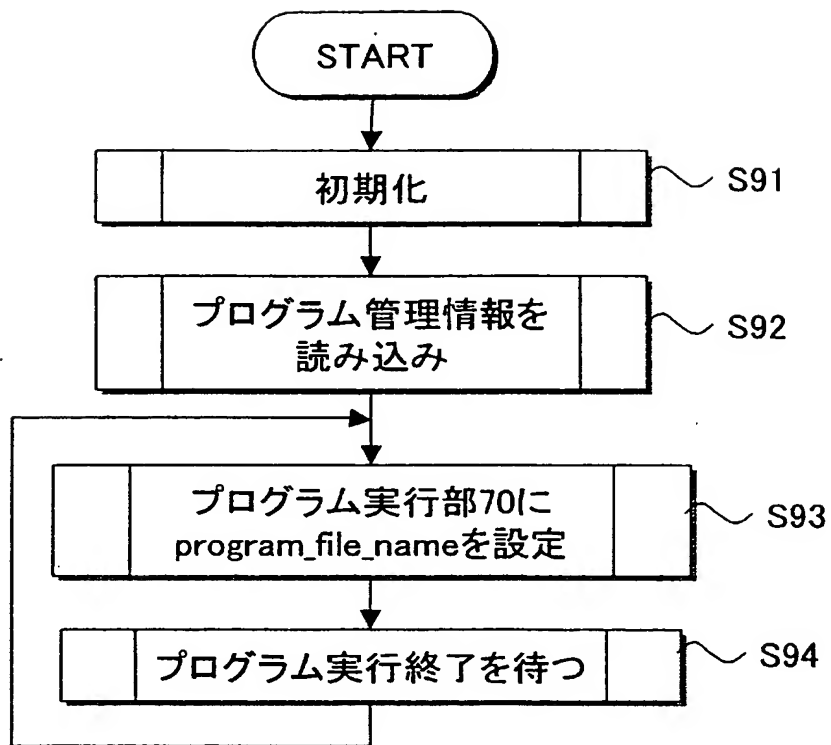 START
初期化
S91
プログラム管理情報を
読み込み
S92
プログラム実行部70に
program_file_nameを設定
S93
プログラム実行終了を待つ
S94